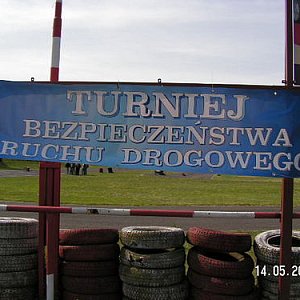 TURNIEJ
BEZPIECZEŃSTWA
RUCHU DROGOWEGO
14.05.20